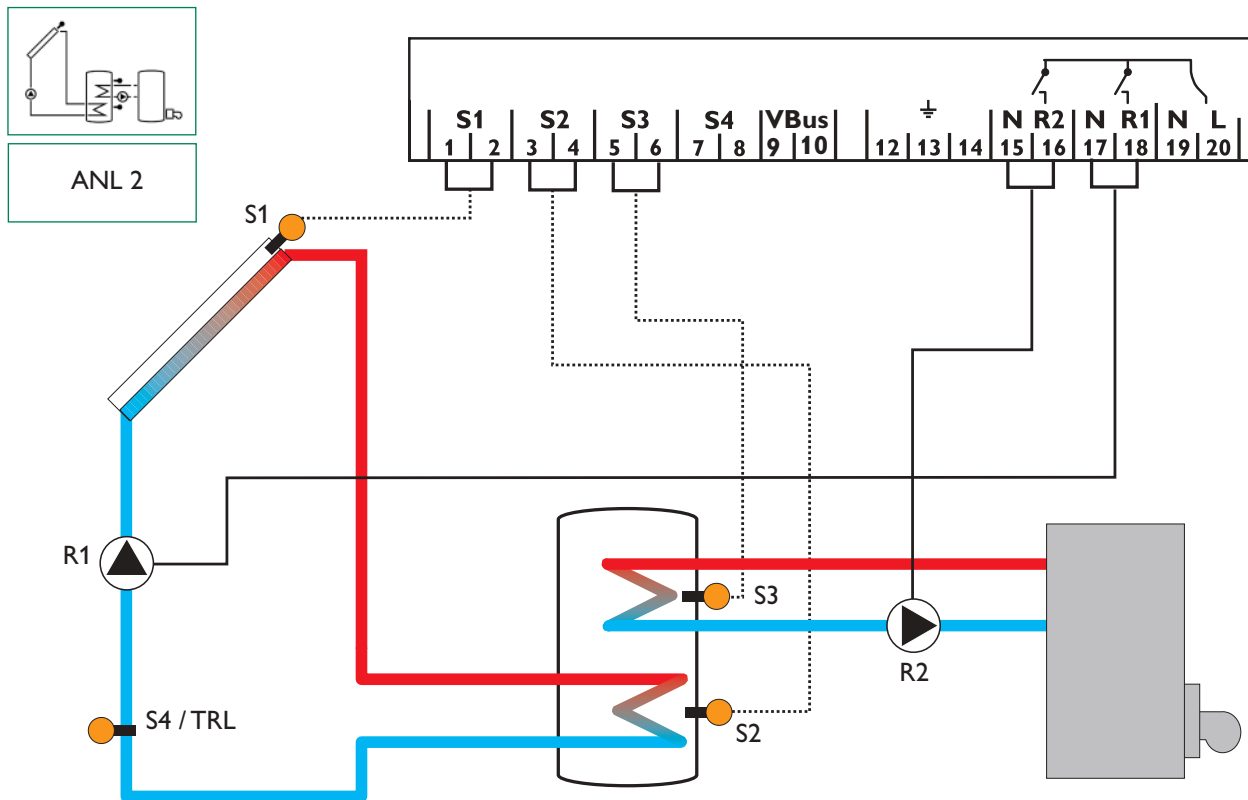 ANL 2
S1 S2 S3 S4 VBus N R2 N R1 N L
1 2 3 4 5 6 7 8 9 10 12 13 14 15 16 17 18 19 20
S1
R1
S3
R2
S4 / TRL
S2